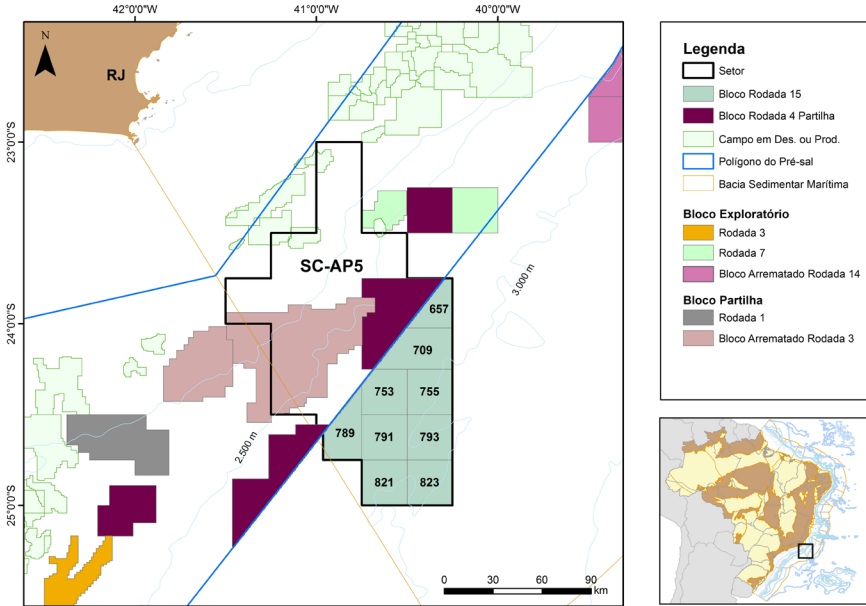 42°0'0"W 41°0'0"W 40°0'0"W
N
RJ
23°0'0"S
24°0'0"S
25°0'0"S
SC-AP5
3.000 m
2.500 m
657
709
753 755
789 791 793
821 823
0 30 60 90
km
Legenda
Setor
Bloco Rodada 15
Bloco Rodada 4 Partilha
Campo em Des. ou Prod.
Polígono do Pré-sal
Bacia Sedimentar Marítima
Bloco Exploratório
Rodada 3
Rodada 7
Bloco Arrematado Rodada 14
Bloco Partilha
Rodada 1
Bloco Arrematado Rodada 3